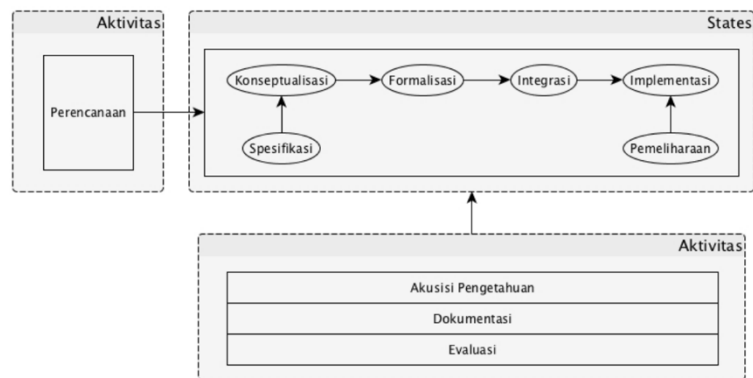 Aktivitas
States
Konseptualisasi
Formalisasi
Integrasi
Implementasi
Perencanaan
Spesifikasi
Pemeliharaan
Aktivitas
Akusisi Pengetahuan
Dokumentasi
Evaluasi